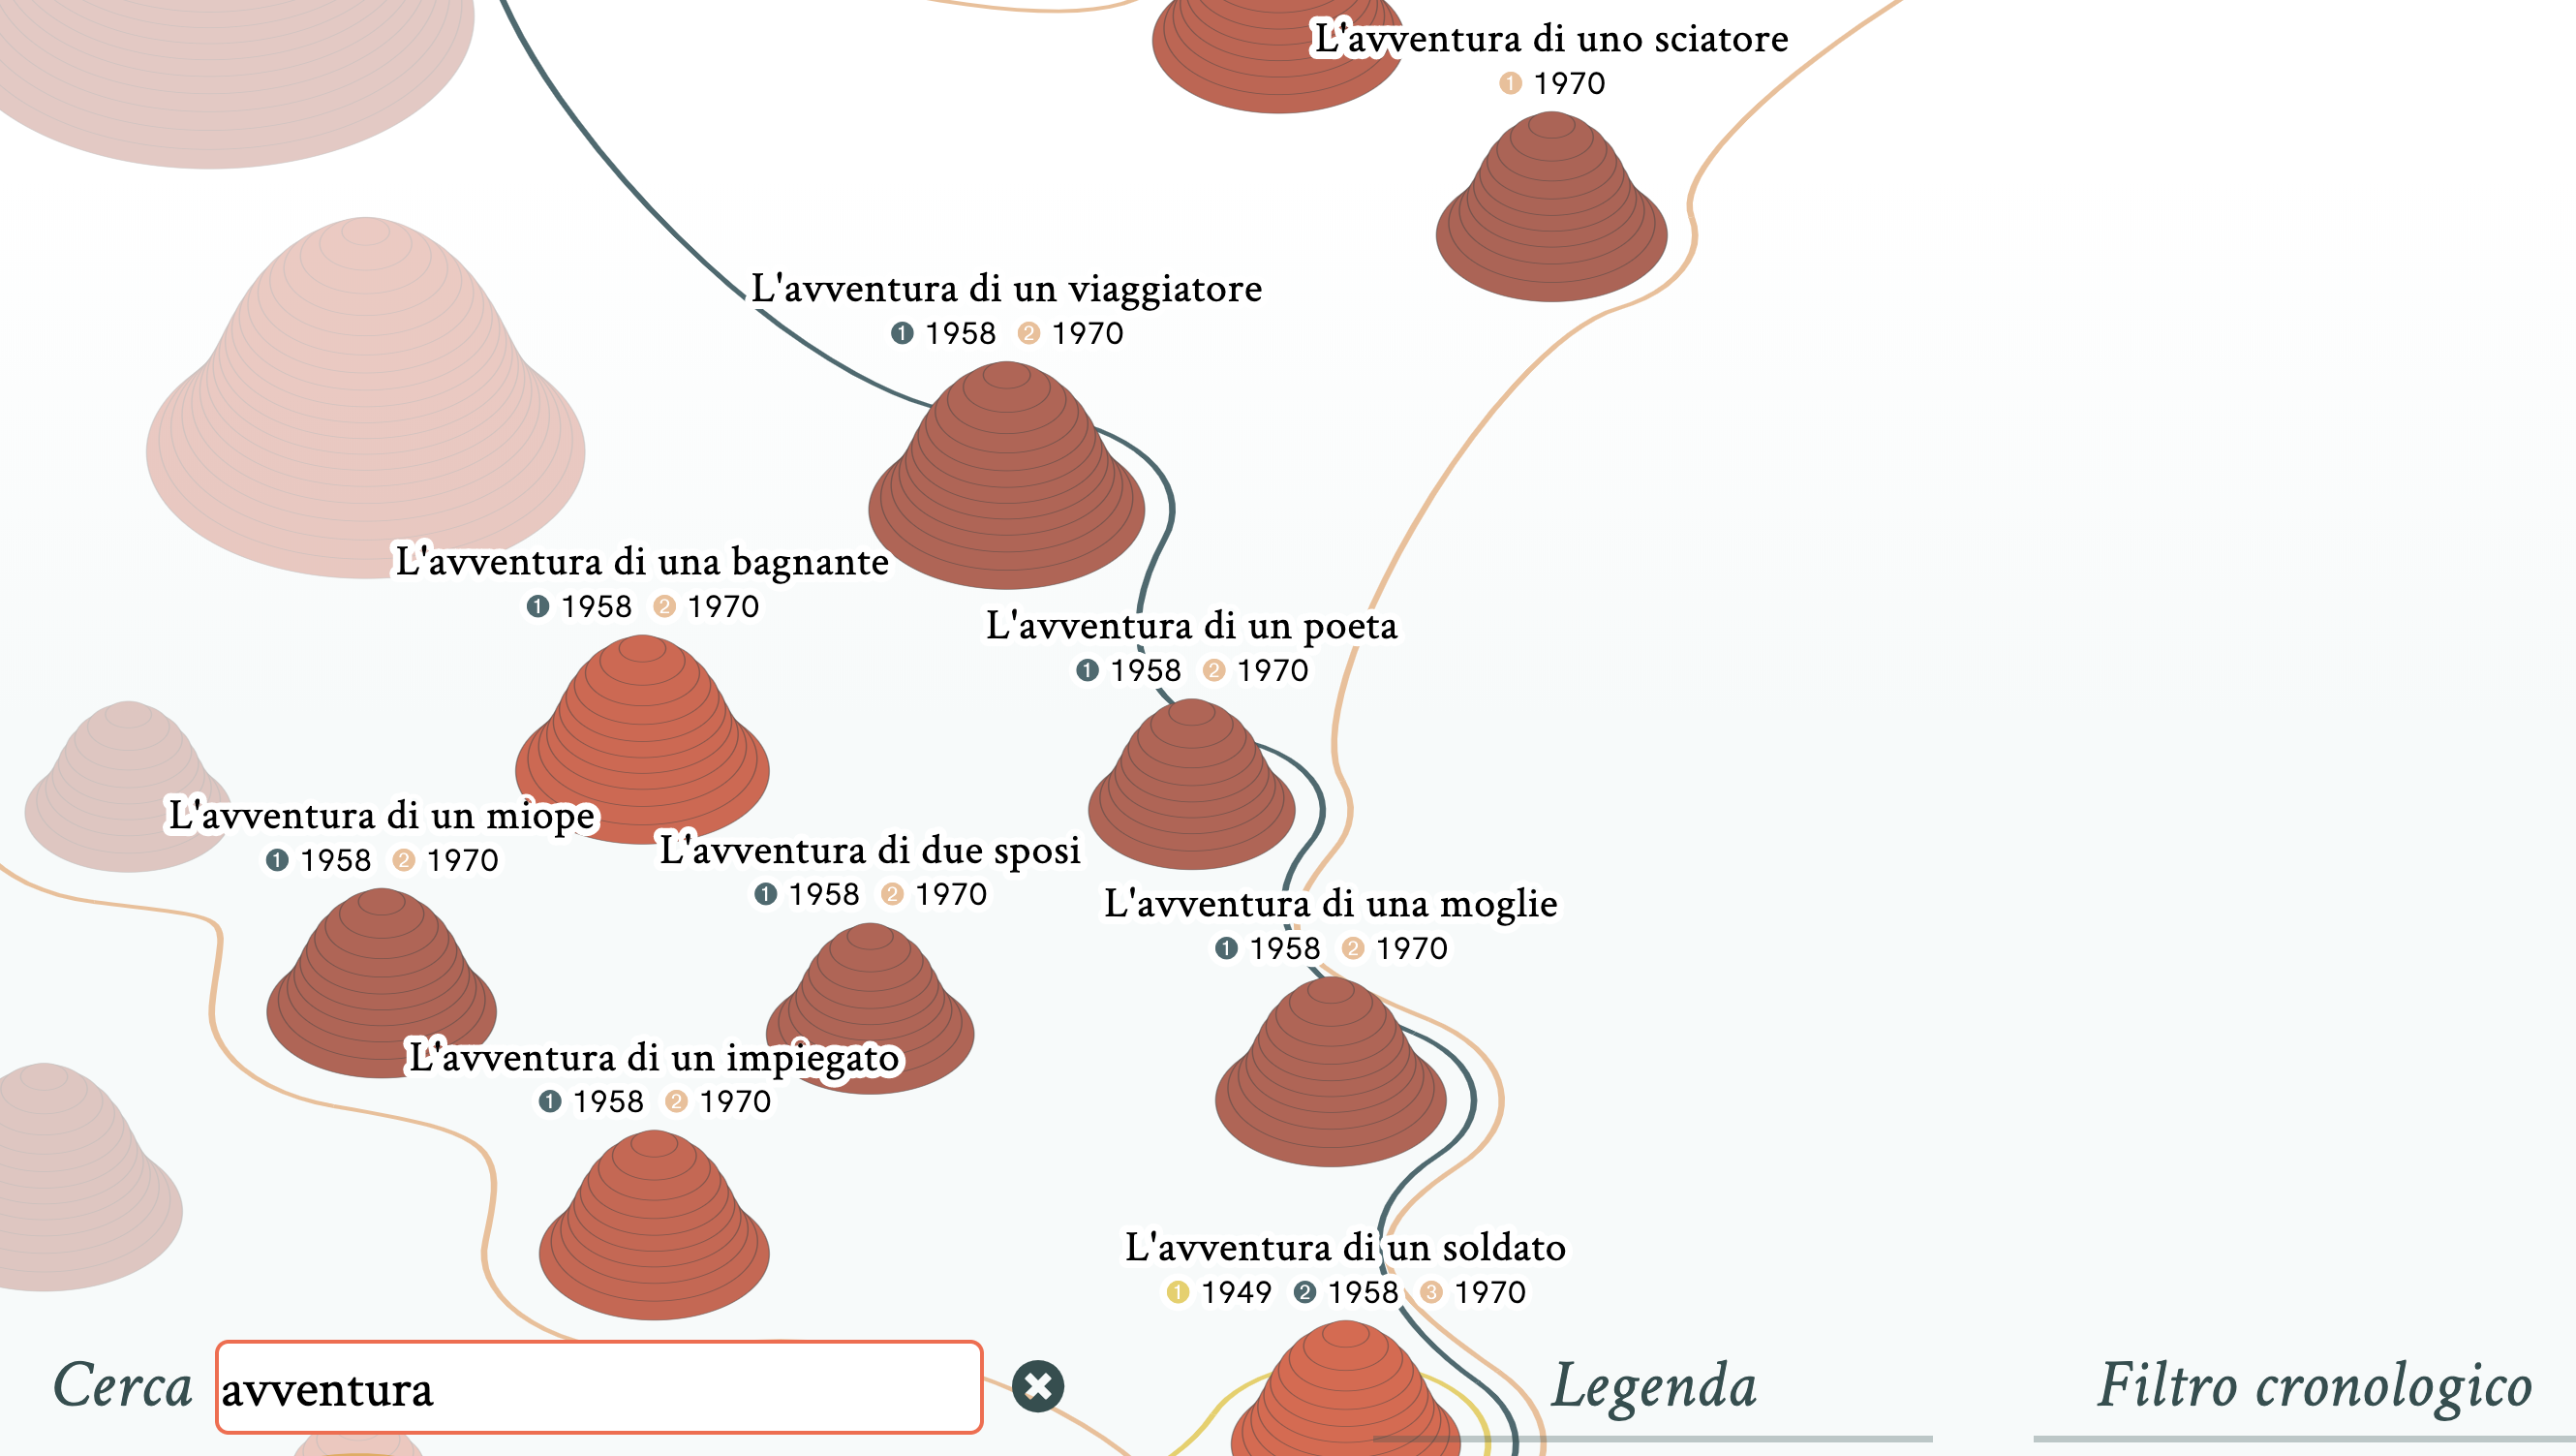 L'avventura di uno sciatore
1 1970
L'avventura di un viaggiatore
1 1958 2 1970
L'avventura di una bagnante
1 1958 2 1970
L'avventura di un poeta
1 1958 2 1970
L'avventura di un miope
1 1958 2 1970
L'avventura di due sposi
1 1958 2 1970
L'avventura di una moglie
1 1958 2 1970
L'avventura di un impiegato
1 1958 2 1970
L'avventura di un soldato
1 1949 2 1958 3 1970
Cerca avventura
Legenda
Filtro cronologico